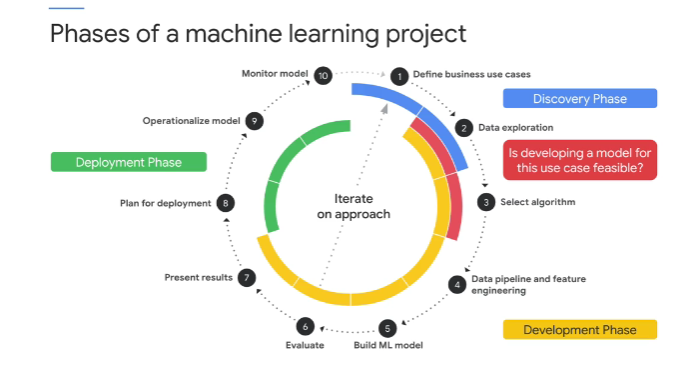 Phases of a machine learning project
10
Monitor model
1
Define business use cases
Discovery Phase
2
Data exploration
Is developing a model for
this use case feasible?
3
Select algorithm
4
Data pipeline and feature
engineering
Development Phase
5
Build ML model
6
Evaluate
7
Present results
8
Plan for deployment
Deployment Phase
9
Operationalize model
Iterate
on approach